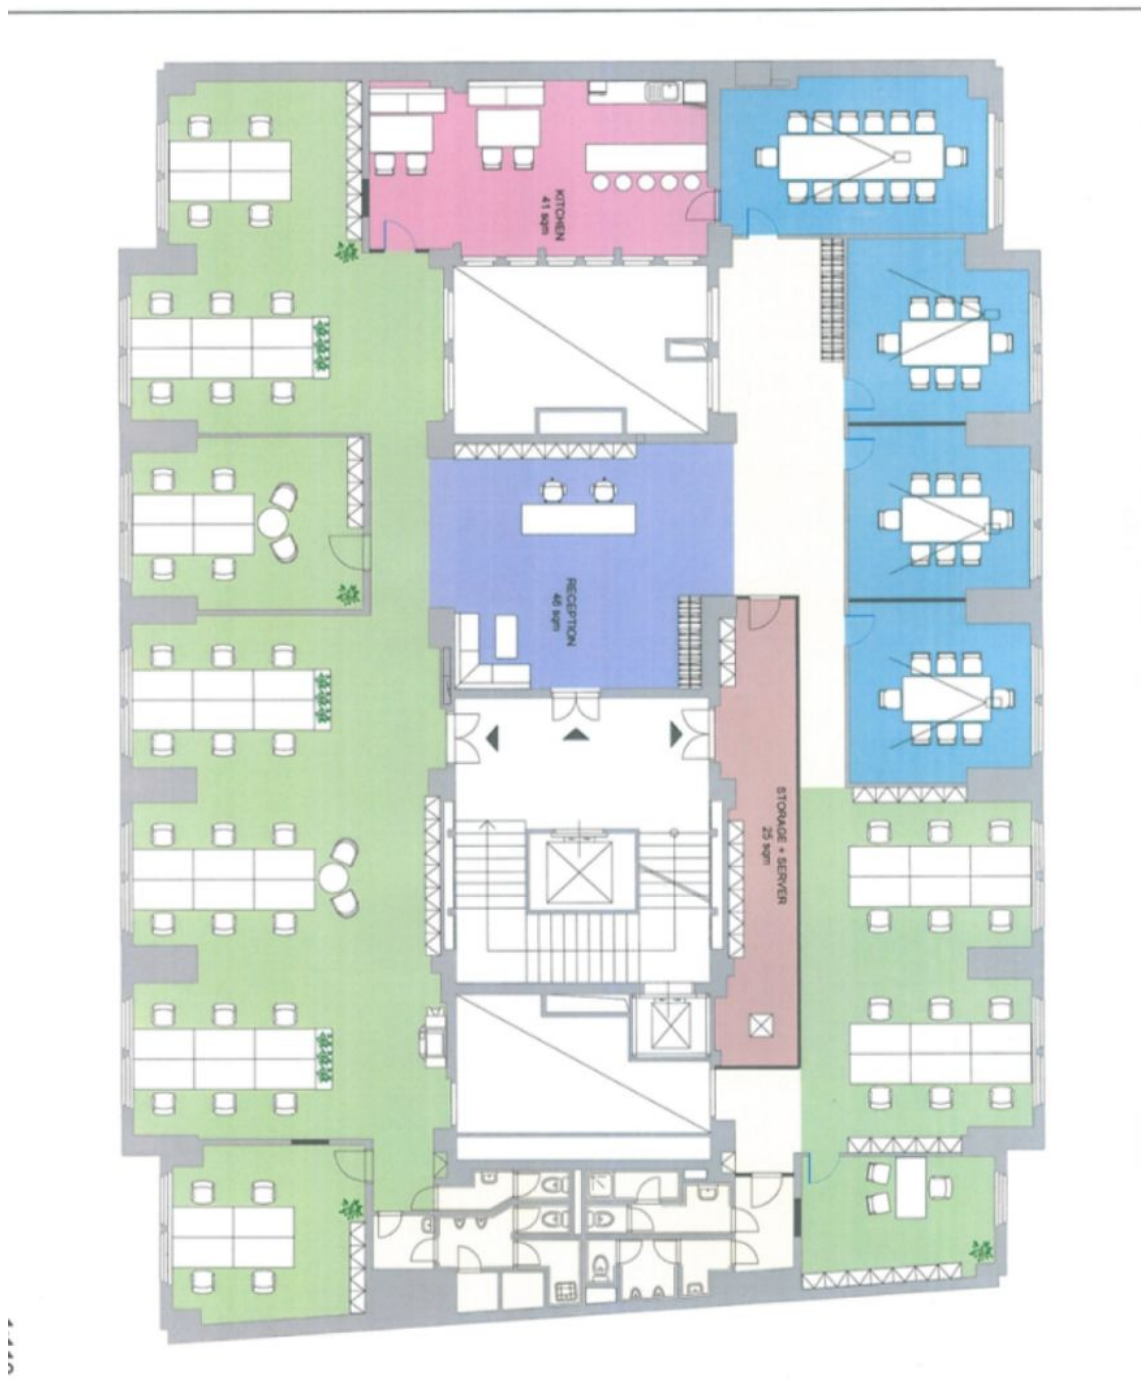 KITCHEN
41 sqm
RECEPTION
46 sqm
STORAGE + SERVER
25 sqm